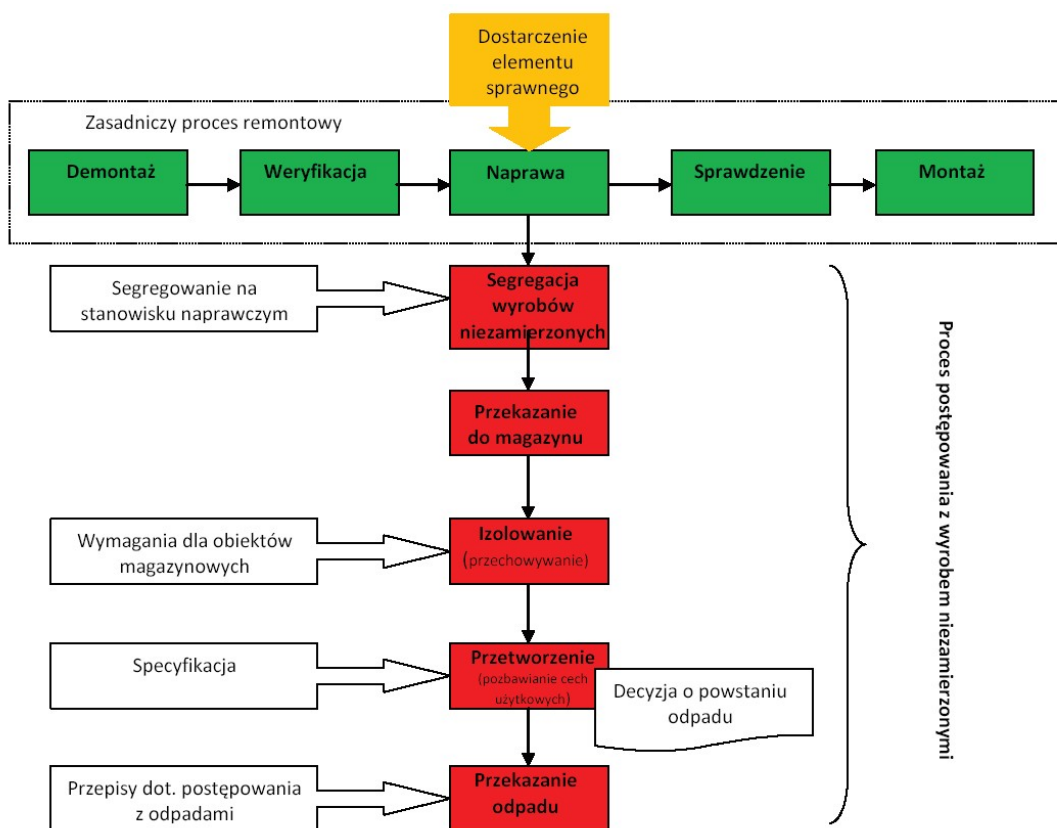 Dostarczenie
elementu
sprawnego
Zasadniczy proces remontowy
Demontaż
Weryfikacja
Naprawa
Sprawdzenie
Montaż
Segregowanie na
stanowisku naprawczym
Segregacja
wyrobów
niezamierzonych
Przekazanie
do magazynu
Wymagania dla obiektów
magazynowych
Izolowanie
(przechowywanie)
Specyfikacja
Przetworzenie
(pozbawianie cech
użytkowych)
Decyzja o powstaniu
odpadu
Przepisy dot. postępowania
z odpadami
Przekazanie
odpadu
Proces postępowania z wyrobem niezamierzonymi